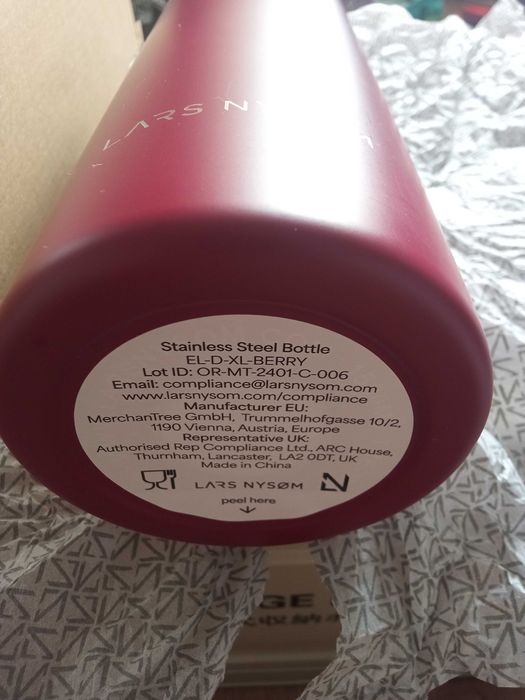 LARS NYSØM
Stainless Steel Bottle
EL-D-XL-BERRY
Lot ID: OR-MT-2401-C-006
Email: compliance@larsnysom.com
www.larsnysom.com/compliance
Manufacturer EU:
MerchanTree GmbH, Trummelhofgasse 10/2,
1190 Vienna, Austria, Europe
Representative UK:
Authorised Rep Compliance Ltd., ARC House,
Thurnham, Lancaster, LA2 0DT, UK
Made in China
LARS NYSØM
peel here
GE